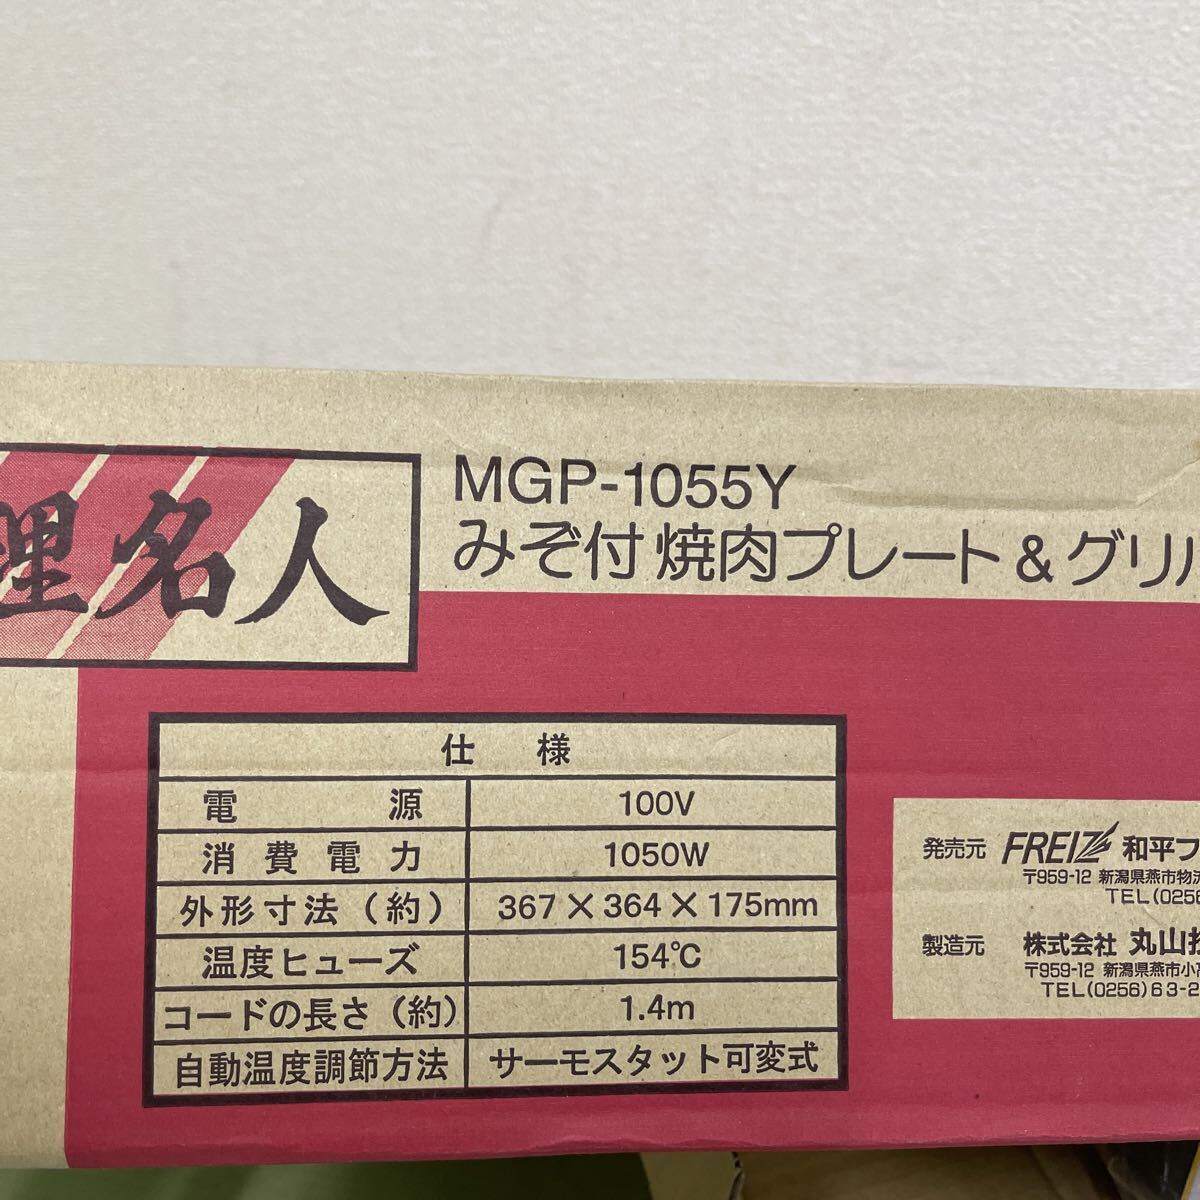 理名人
MGP-1055Y
みぞ付 焼肉プレート & グリル
仕 様
電 源 100V
消費電力 1050W
外形寸法(約) 367×364×175mm
温度ヒューズ 154℃
コードの長さ(約) 1.4m
自動温度調節方法 サーモスタット可変式
発売元 FREIZ 和平フ
〒959-12 新潟県燕市物流
TEL(0256
製造元 株式会社 丸山技
〒959-12 新潟県燕市小高
TEL(0256)63-2